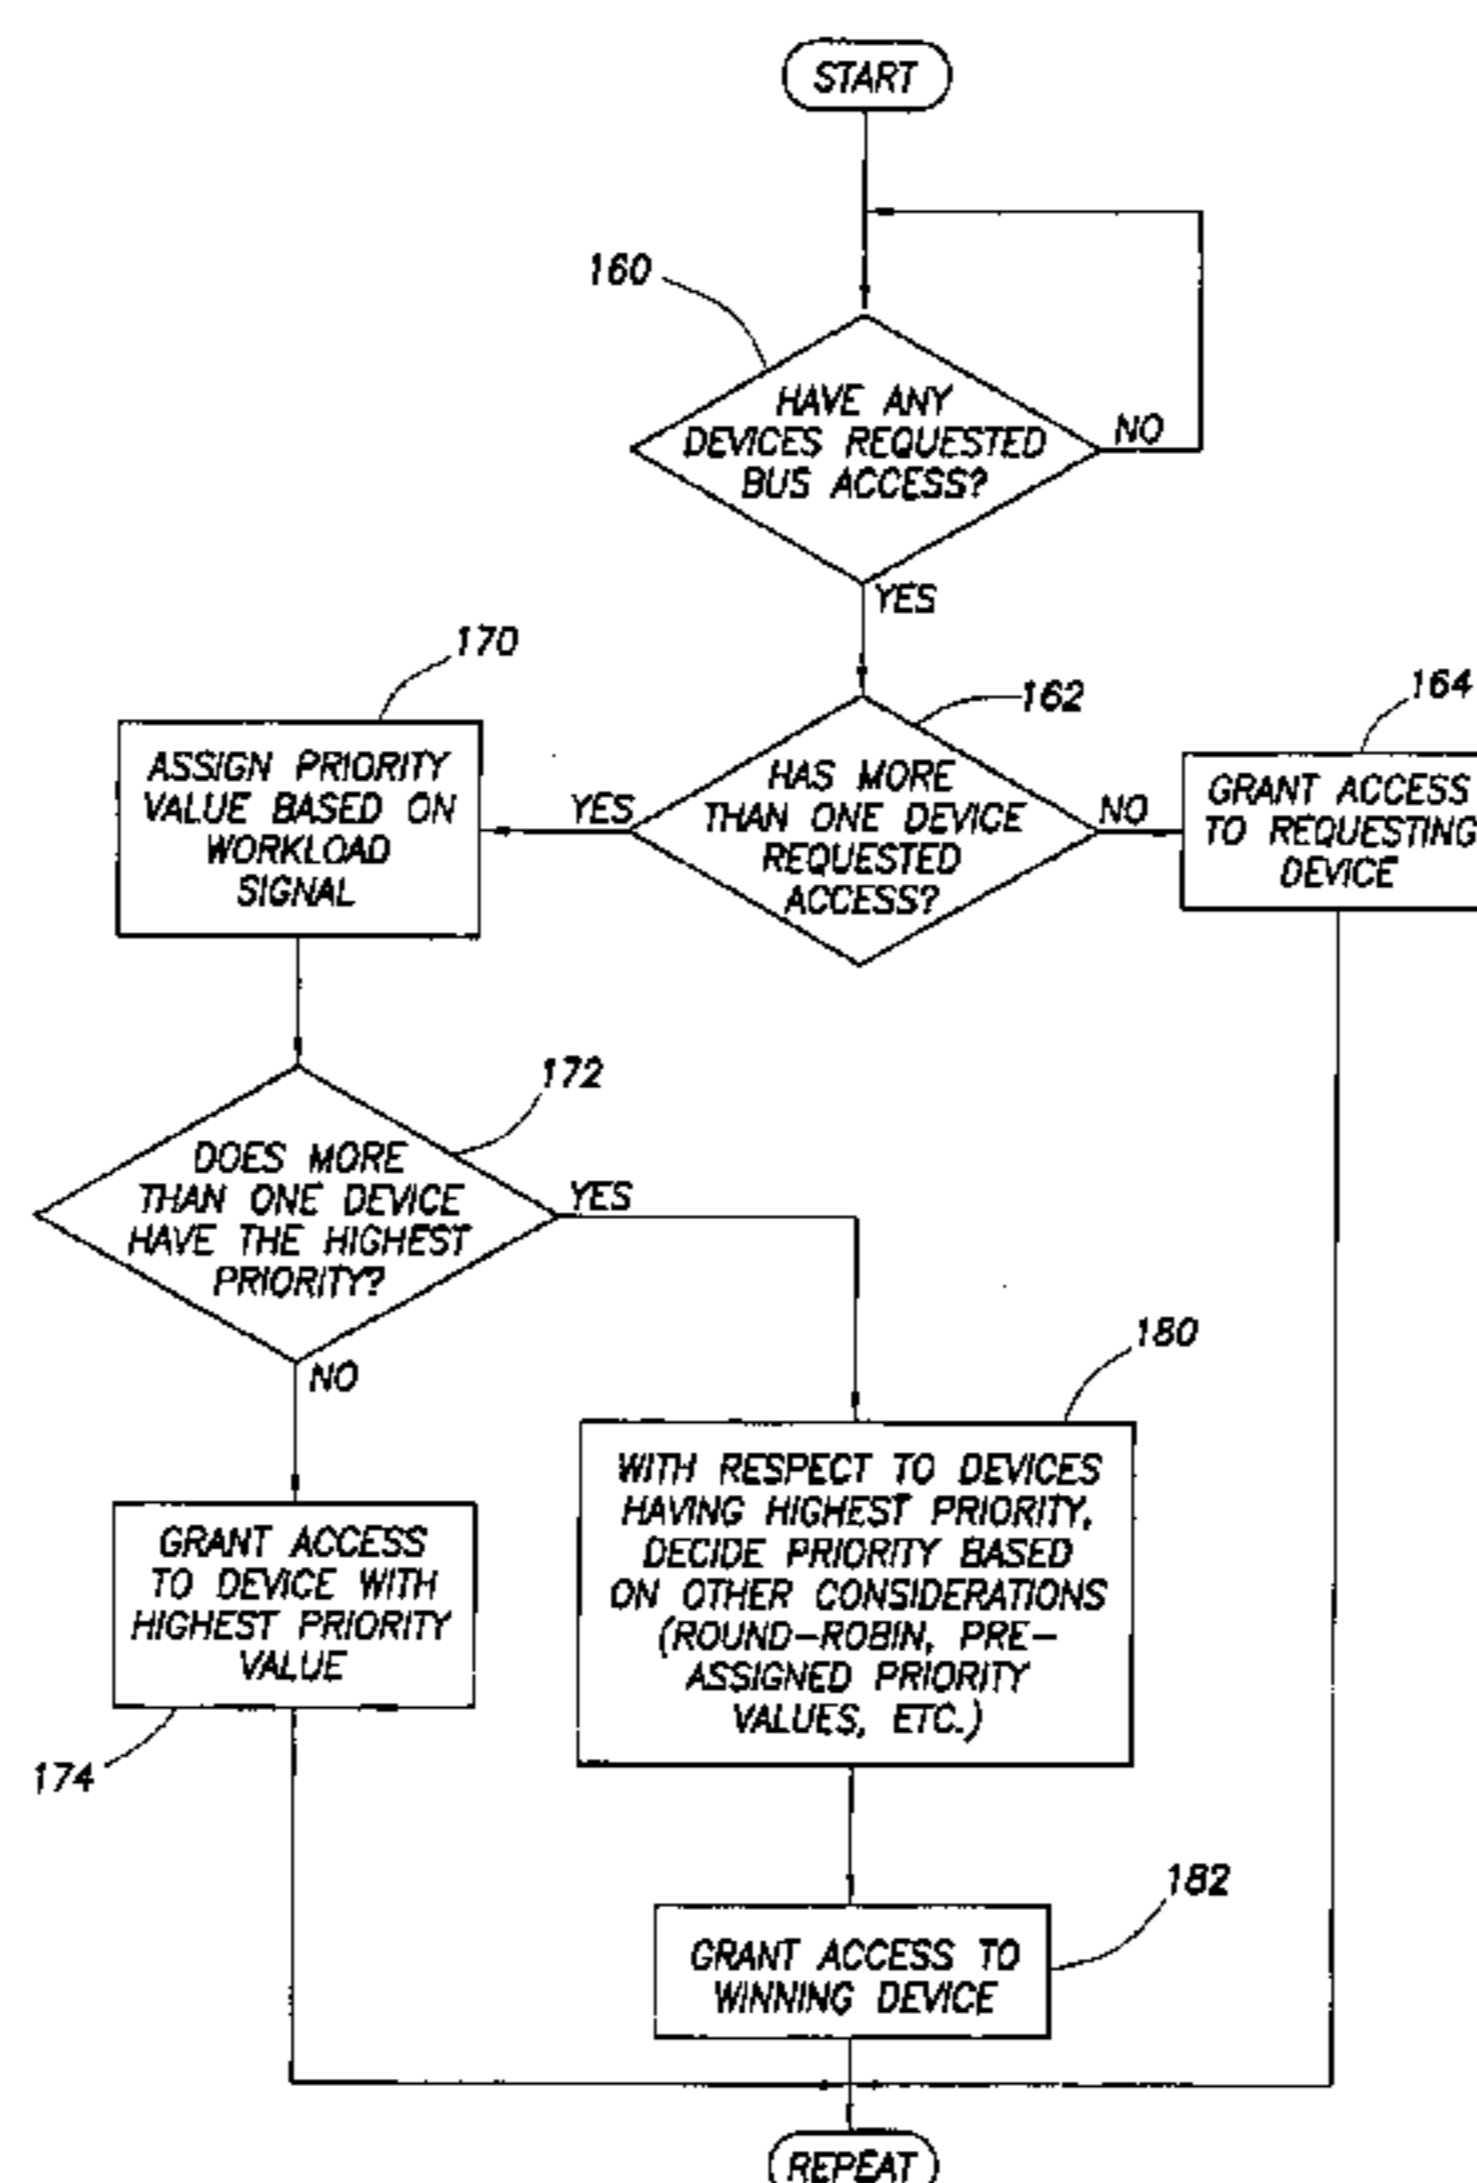 START
160
HAVE ANY
DEVICES REQUESTED
BUS ACCESS?
NO
YES
170
162
164
ASSIGN PRIORITY
VALUE BASED ON
WORKLOAD
SIGNAL
YES
HAS MORE
THAN ONE DEVICE
REQUESTED
ACCESS?
NO
GRANT ACCESS
TO REQUESTING
DEVICE
172
DOES MORE
THAN ONE DEVICE
HAVE THE HIGHEST
PRIORITY?
YES
NO
180
WITH RESPECT TO DEVICES
HAVING HIGHEST PRIORITY,
DECIDE PRIORITY BASED
ON OTHER CONSIDERATIONS
(ROUND-ROBIN, PRE-
ASSIGNED PRIORITY
VALUES, ETC.)
GRANT ACCESS
TO DEVICE WITH
HIGHEST PRIORITY
VALUE
174
182
GRANT ACCESS TO
WINNING DEVICE
REPEAT